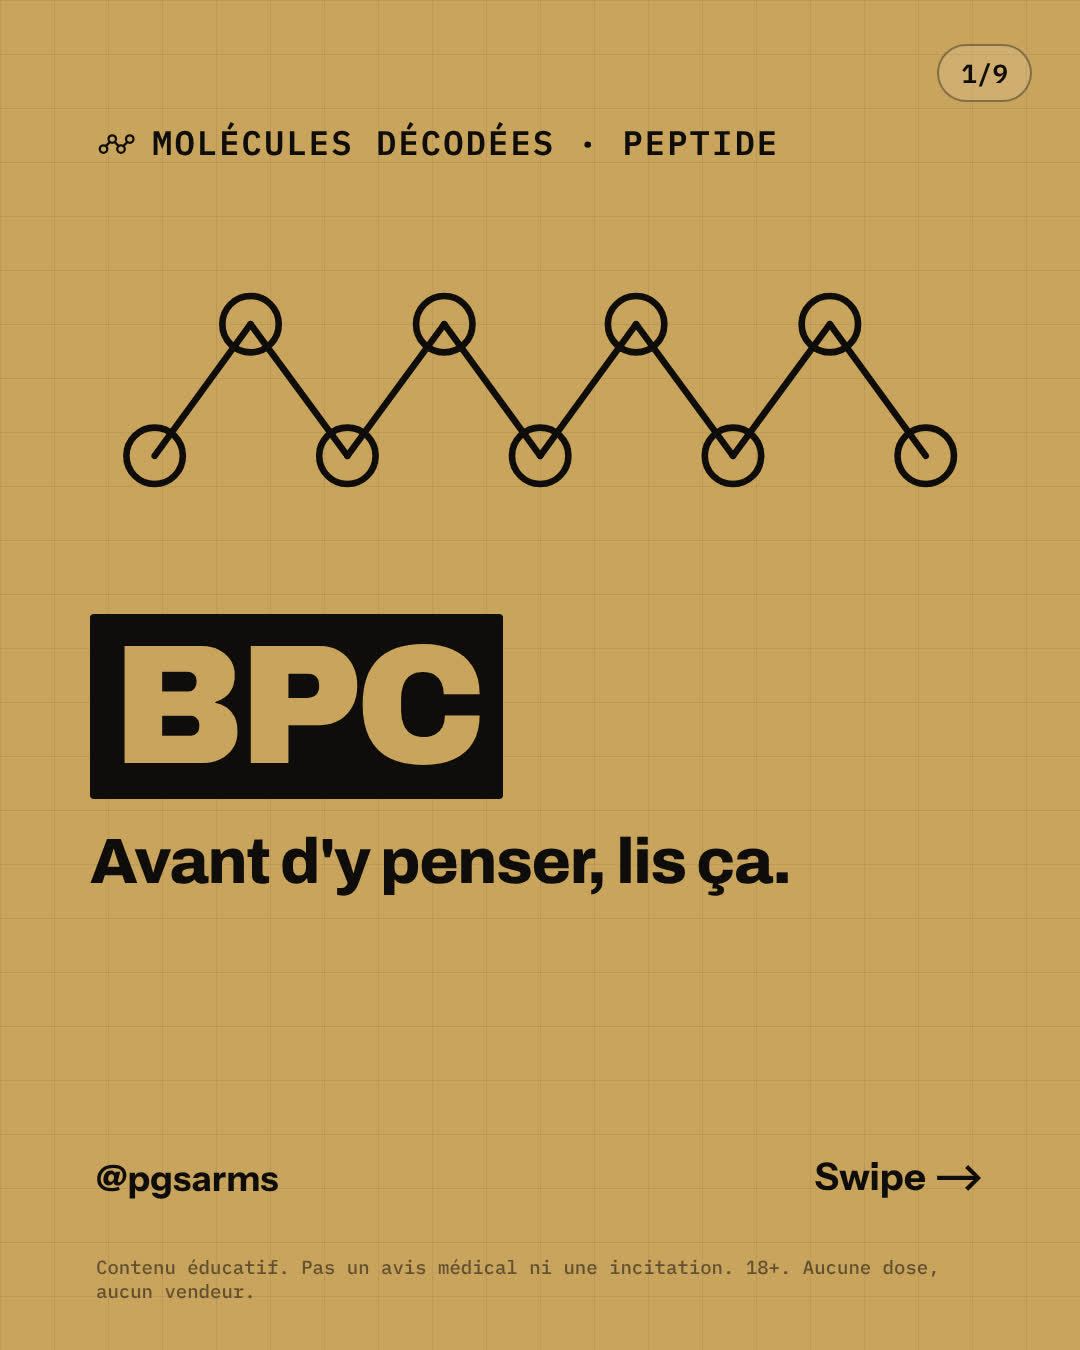 1/9
MOLÉCULES DÉCODÉES · PEPTIDE
BPC
Avant d'y penser, lis ça.
@pgsarms
Swipe →
Contenu éducatif. Pas un avis médical ni une incitation. 18+. Aucune dose,
aucun vendeur.